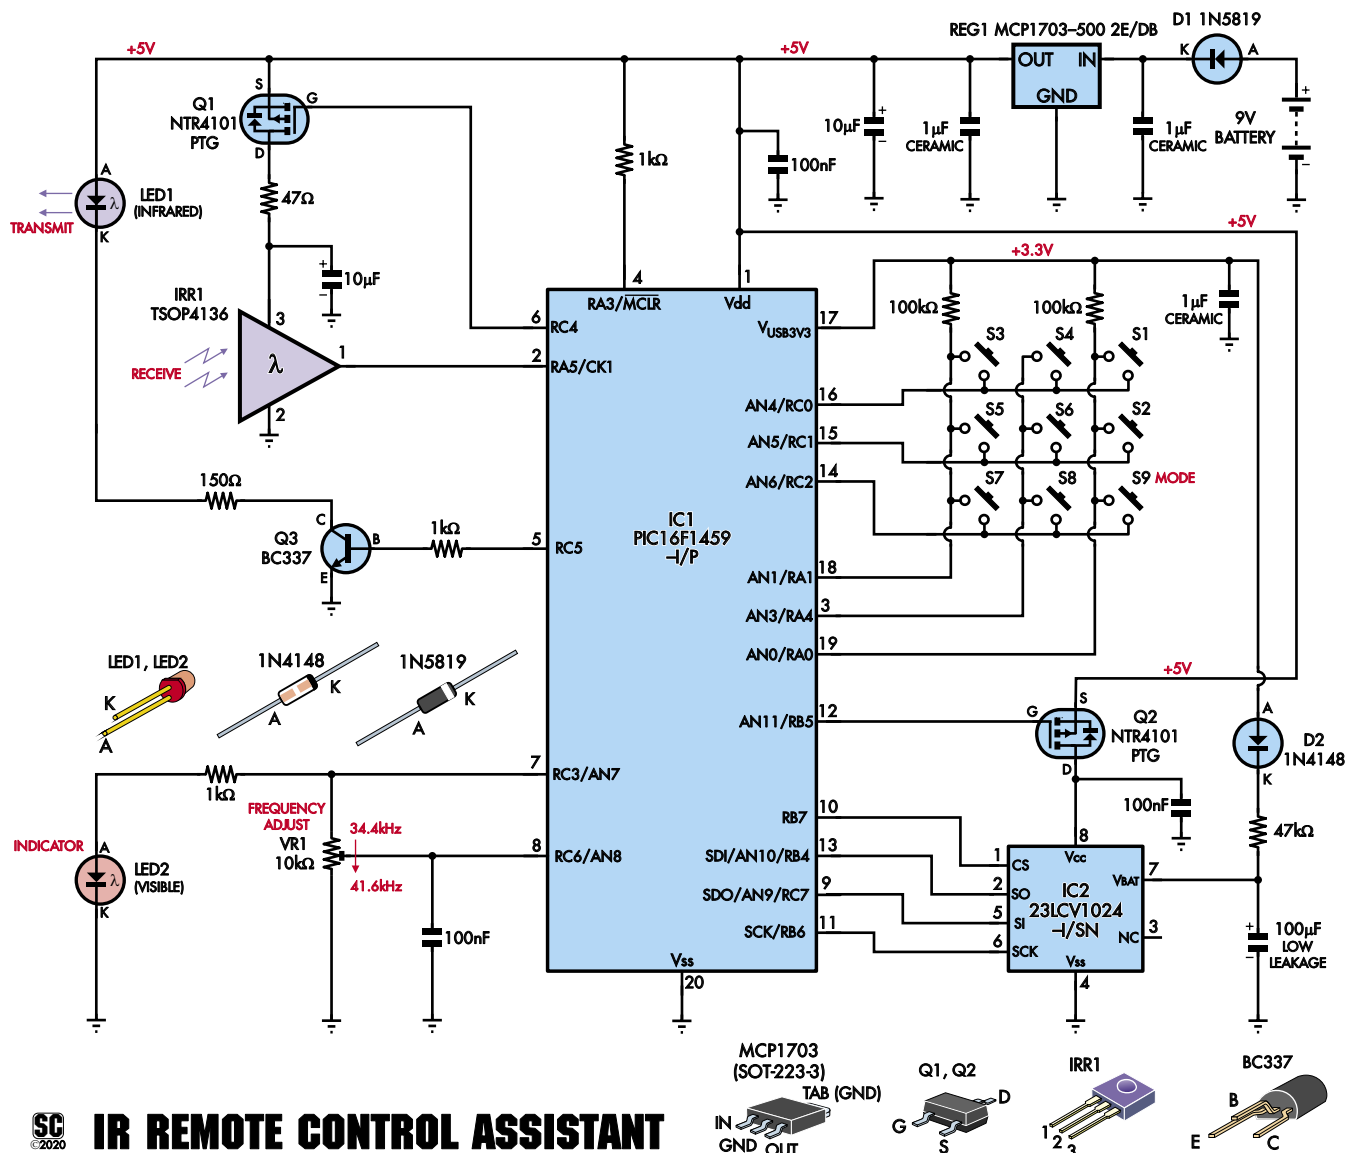 REG1 MCP1703–500 2E/DB
D1 1N5819
+5V
+5V
OUT
IN
GND
K
A
+
9V
BATTERY
−
S
Q1
NTR4101
PTG
G
D
1kΩ
100nF
10µF
+
−
1µF
CERAMIC
1µF
CERAMIC
A
LED1
(INFRARED)
K
TRANSMIT
47Ω
+
10µF
−
+5V
+3.3V
IRR1
TSOP4136
3
1
2
λ
λ
RECEIVE
4
1
RA3/MCLR
Vdd
6
RC4
2
RA5/CK1
VUSB3V3
17
100kΩ
100kΩ
1µF
CERAMIC
S3
S4
S1
AN4/RC0
16
S5
S6
S2
AN5/RC1
15
AN6/RC2
14
S7
S8
S9 MODE
150Ω
C
Q3
BC337
B
E
1kΩ
5
RC5
IC1
PIC16F1459
–I/P
AN1/RA1
18
AN3/RA4
3
AN0/RA0
19
LED1, LED2
K
A
1N4148
K
A
1N5819
K
A
+5V
AN11/RB5
12
G
S
Q2
NTR4101
PTG
D
A
D2
1N4148
K
7
RC3/AN7
1kΩ
FREQUENCY
ADJUST
VR1
10kΩ
34.4kHz
41.6kHz
8
RC6/AN8
INDICATOR
A
LED2
(VISIBLE)
K
λ
100nF
100nF
47kΩ
RB7
10
SDI/AN10/RB4
13
SDO/AN9/RC7
9
SCK/RB6
11
8
Vcc
1
CS
2
SO
5
SI
6
SCK
IC2
23LCV1024
–I/SN
VBAT
7
NC
3
Vss
4
+
100µF
LOW
LEAKAGE
−
Vss
20
MCP1703
(SOT-223-3)
TAB (GND)
IN
GND
OUT
Q1, Q2
D
G
S
IRR1
1
2
3
BC337
B
E
C
SC
©2020
IR REMOTE CONTROL ASSISTANT